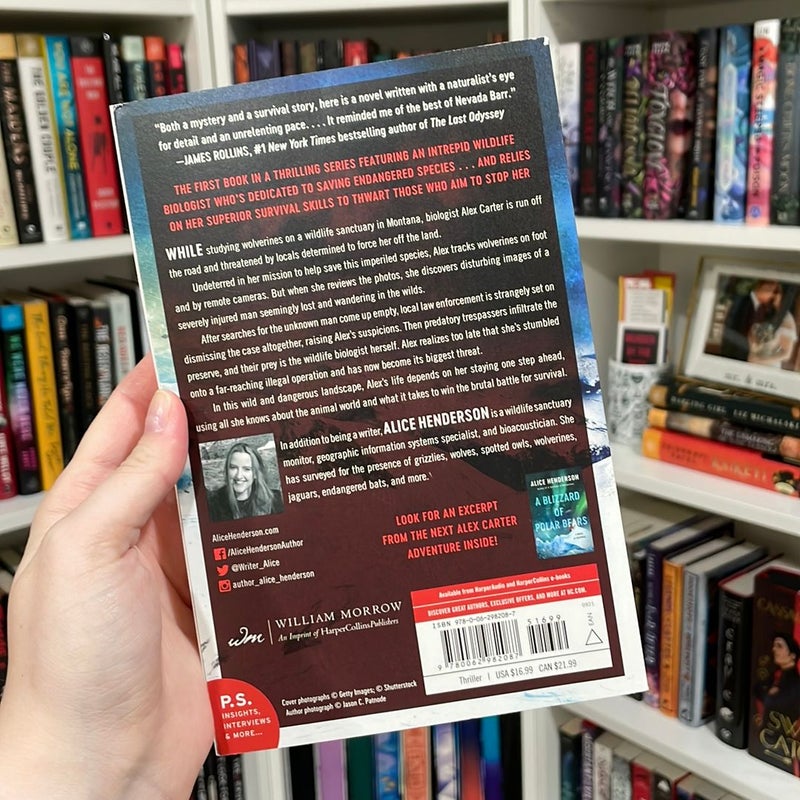 "Both a mystery and a survival story, here is a novel written with a naturalist's eye
for detail and an unrelenting pace. . . . It reminded me of the best of Nevada Barr."
—JAMES ROLLINS, #1 New York Times bestselling author of The Last Odyssey
THE FIRST BOOK IN A THRILLING SERIES FEATURING AN INTREPID WILDLIFE
BIOLOGIST WHO'S DEDICATED TO SAVING ENDANGERED SPECIES . . . AND RELIES
ON HER SUPERIOR SURVIVAL SKILLS TO THWART THOSE WHO AIM TO STOP HER
WHILE studying wolverines on a wildlife sanctuary in Montana, biologist Alex Carter is run off
the road and threatened by locals determined to force her off the land.
Undeterred in her mission to help save this imperiled species, Alex tracks wolverines on foot
and by remote cameras. But when she reviews the photos, she discovers disturbing images of a
severely injured man seemingly lost and wandering in the wilds.
After searches for the unknown man come up empty, local law enforcement is strangely set on
dismissing the case altogether, raising Alex's suspicions. Then predatory trespassers infiltrate the
preserve, and their prey is the wildlife biologist herself. Alex realizes too late that she's stumbled
onto a far-reaching illegal operation and has now become its biggest threat.
In this wild and dangerous landscape, Alex's life depends on her staying one step ahead,
using all she knows about the animal world and what it takes to win the brutal battle for survival.
In addition to being a writer, ALICE HENDERSON is a wildlife sanctuary
monitor, geographic information systems specialist, and bioacoustician. She
has surveyed for the presence of grizzlies, wolves, spotted owls, wolverines,
jaguars, endangered bats, and more.
AliceHenderson.com
/AliceHendersonAuthor
@Writer_Alice
author_alice_henderson
LOOK FOR AN EXCERPT
FROM THE NEXT ALEX CARTER
ADVENTURE INSIDE!
ALICE HENDERSON
A BLIZZARD
OF
POLAR BEARS
wm
WILLIAM MORROW
An Imprint of HarperCollinsPublishers
Available from HarperAudio and HarperCollins e-books
DISCOVER GREAT AUTHORS, EXCLUSIVE OFFERS, AND MORE AT HC.COM.
ISBN 978-0-06-298208-7
51699
0921
EAN
9 780062 982087
Thriller | USA $16.99 CAN $21.99
P.S.
INSIGHTS,
INTERVIEWS
& MORE...
Cover photographs © Getty Images; © Shutterstock
Author photograph © Jason C. Patnode
THE GOLDEN COUPLE
mr. & mrs.